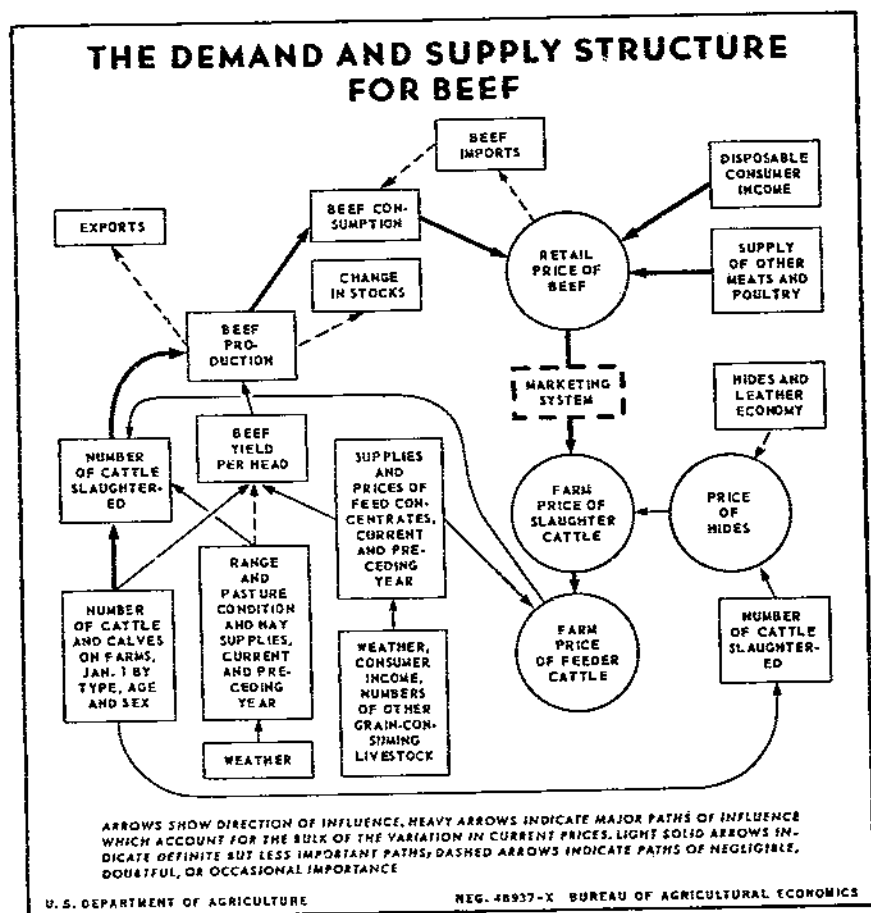 THE DEMAND AND SUPPLY STRUCTURE
FOR BEEF
BEEF
IMPORTS
DISPOSABLE
CONSUMER
INCOME
BEEF CON-
SUMPTION
EXPORTS
RETAIL
PRICE OF
BEEF
SUPPLY
OF OTHER
MEATS AND
POULTRY
CHANGE
IN STOCKS
BEEF
PRO-
DUCTION
MARKETING
SYSTEM
HIDES AND
LEATHER
ECONOMY
NUMBER
OF CATTLE
SLAUGHTER-
ED
BEEF
YIELD
PER HEAD
SUPPLIES
AND
PRICES OF
FEED CON-
CENTRATES,
CURRENT
AND PRE-
CEDING
YEAR
FARM
PRICE OF
SLAUGHTER
CATTLE
PRICE
OF
HIDES
NUMBER
OF CATTLE
AND CALVES
ON FARMS,
JAN. 1 BY
TYPE, AGE
AND SEX
RANGE
AND
PASTURE
CONDITION
AND HAY
SUPPLIES,
CURRENT
AND PRE-
CEDING
YEAR
WEATHER,
CONSUMER
INCOME,
NUMBERS
OF OTHER
GRAIN-CON-
SUMING
LIVESTOCK
FARM
PRICE
OF FEEDER
CATTLE
NUMBER
OF CATTLE
SLAUGHTER-
ED
WEATHER
ARROWS SHOW DIRECTION OF INFLUENCE. HEAVY ARROWS INDICATE MAJOR PATHS OF INFLUENCE
WHICH ACCOUNT FOR THE BULK OF THE VARIATION IN CURRENT PRICES. LIGHT SOLID ARROWS IN-
DICATE DEFINITE BUT LESS IMPORTANT PATHS; DASHED ARROWS INDICATE PATHS OF NEGLIGIBLE,
DOUBTFUL, OR OCCASIONAL IMPORTANCE
U.S. DEPARTMENT OF AGRICULTURE NEG. 48937-X BUREAU OF AGRICULTURAL ECONOMICS